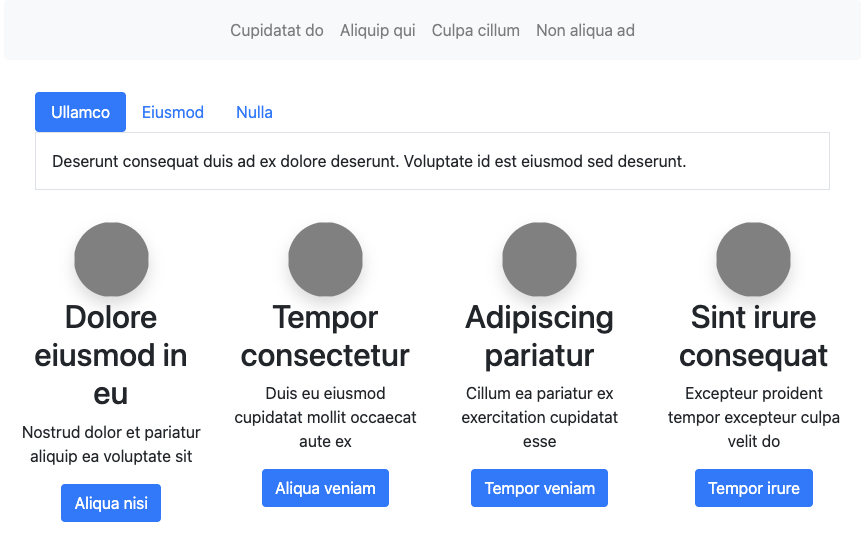 Cupidatat do Aliquip qui Culpa cillum Non aliqua ad
Ullamco Eiusmod Nulla
Deserunt consequat duis ad ex dolore deserunt. Voluptate id est eiusmod sed deserunt.
Dolore
eiusmod in
eu
Nostrud dolor et pariatur
aliquip ea voluptate sit
Aliqua nisi
Tempor
consectetur
Duis eu eiusmod
cupidatat mollit occaecat
aute ex
Aliqua veniam
Adipiscing
pariatur
Cillum ea pariatur ex
exercitation cupidatat
esse
Tempor veniam
Sint irure
consequat
Excepteur proident
tempor excepteur culpa
velit do
Tempor irure